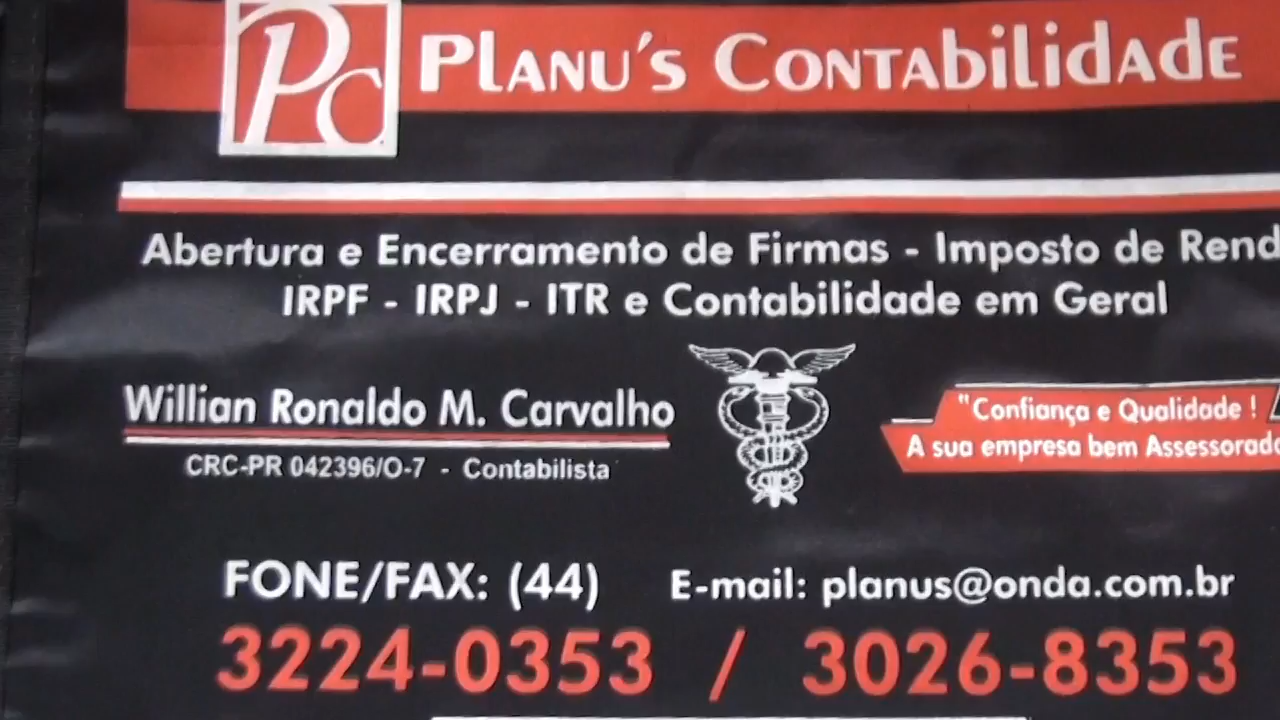 PC
PLANU'S CONTABILIDADE
Abertura e Encerramento de Firmas - Imposto de Rend
IRPF - IRPJ - ITR e Contabilidade em Geral
Willian Ronaldo M. Carvalho
CRC-PR 042396/O-7 - Contabilista
"Confiança e Qualidade !
A sua empresa bem Assessorada
FONE/FAX: (44)
E-mail: planus@onda.com.br
3224-0353 / 3026-8353